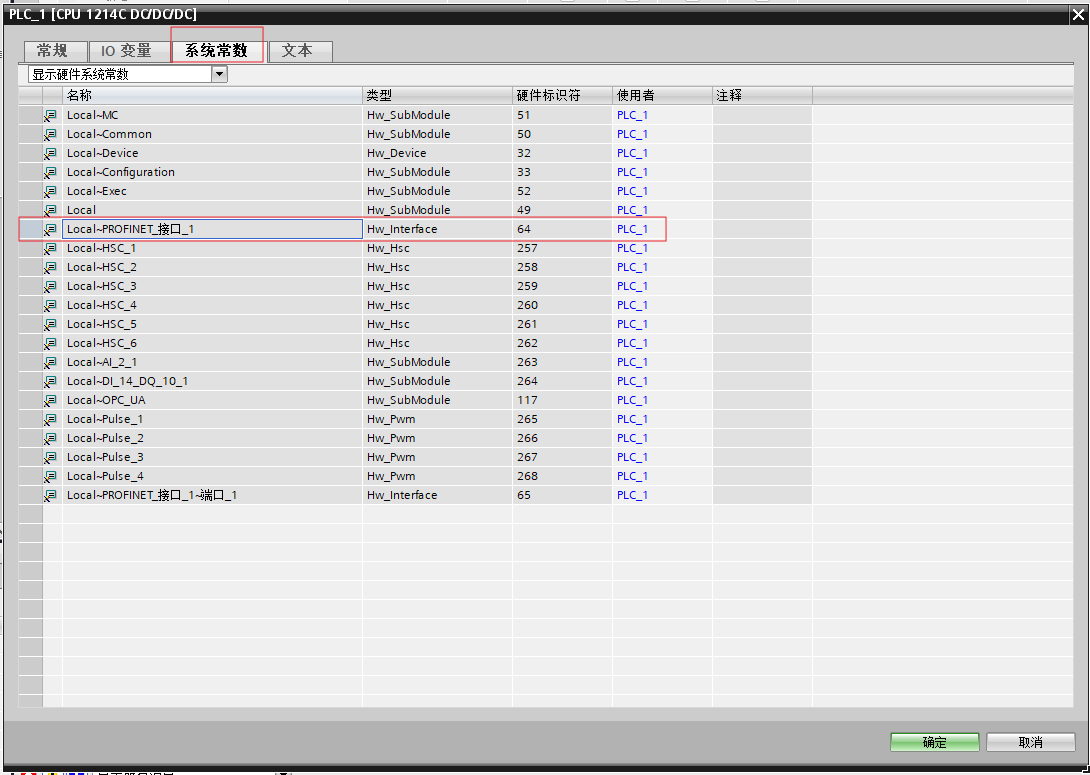 PLC_1 [CPU 1214C DC/DC/DC]
常规 IO 变量 系统常数 文本
显示硬件系统常数
名称 类型 硬件标识符 使用者 注释
Local~MC Hw_SubModule 51 PLC_1
Local~Common Hw_SubModule 50 PLC_1
Local~Device Hw_Device 32 PLC_1
Local~Configuration Hw_SubModule 33 PLC_1
Local~Exec Hw_SubModule 52 PLC_1
Local Hw_SubModule 49 PLC_1
Local~PROFINET_接口_1 Hw_Interface 64 PLC_1
Local~HSC_1 Hw_Hsc 257 PLC_1
Local~HSC_2 Hw_Hsc 258 PLC_1
Local~HSC_3 Hw_Hsc 259 PLC_1
Local~HSC_4 Hw_Hsc 260 PLC_1
Local~HSC_5 Hw_Hsc 261 PLC_1
Local~HSC_6 Hw_Hsc 262 PLC_1
Local~AI_2_1 Hw_SubModule 263 PLC_1
Local~DI_14_DQ_10_1 Hw_SubModule 264 PLC_1
Local~OPC_UA Hw_SubModule 117 PLC_1
Local~Pulse_1 Hw_Pwm 265 PLC_1
Local~Pulse_2 Hw_Pwm 266 PLC_1
Local~Pulse_3 Hw_Pwm 267 PLC_1
Local~Pulse_4 Hw_Pwm 268 PLC_1
Local~PROFINET_接口_1~端口_1 Hw_Interface 65 PLC_1
确定 取消